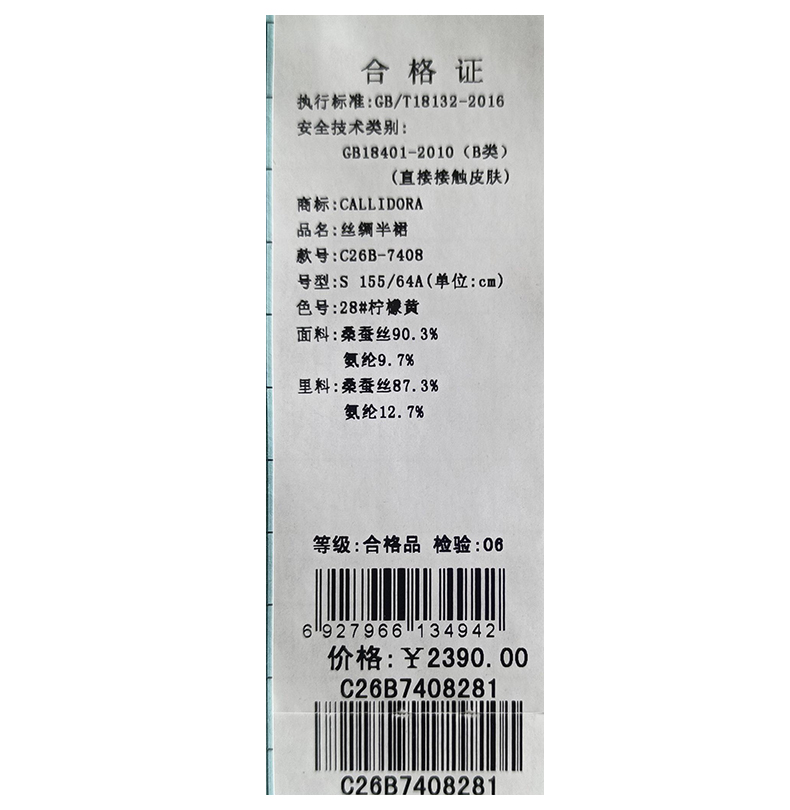 合格证
执行标准:GB/T18132-2016
安全技术类别:
GB18401-2010（B类）
(直接接触皮肤)
商标:CALLIDORA
品名:丝绸半裙
款号:C26B-7408
号型:S 155/64A(单位:cm)
色号:28#柠檬黄
面料:桑蚕丝90.3%
氨纶9.7%
里料:桑蚕丝87.3%
氨纶12.7%
等级:合格品 检验:06
6 927966 134942
价格:￥2390.00
C26B7408281
C26B7408281